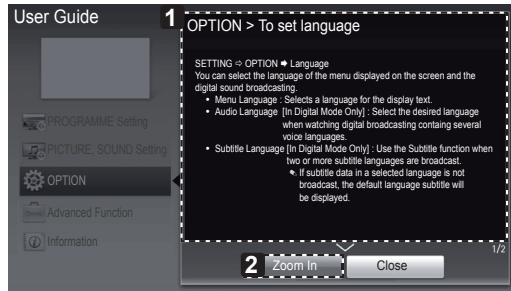 User Guide
1
OPTION > To set language
SETTING ⇨ OPTION ➡ Language
You can select the language of the menu displayed on the screen and the
digital sound broadcasting.
• Menu Language : Selects a language for the display text.
• Audio Language [In Digital Mode Only] : Select the desired language
when watching digital broadcasting containg several
voice languages.
• Subtitle Language [In Digital Mode Only] : Use the Subtitle function when
two or more subtitle languages are broadcast.
✎ If subtitle data in a selected language is not
broadcast, the default language subtitle will
be displayed.
PROGRAMME Setting
PICTURE, SOUND Setting
OPTION
Advanced Function
Information
1/2
2
Zoom In
Close